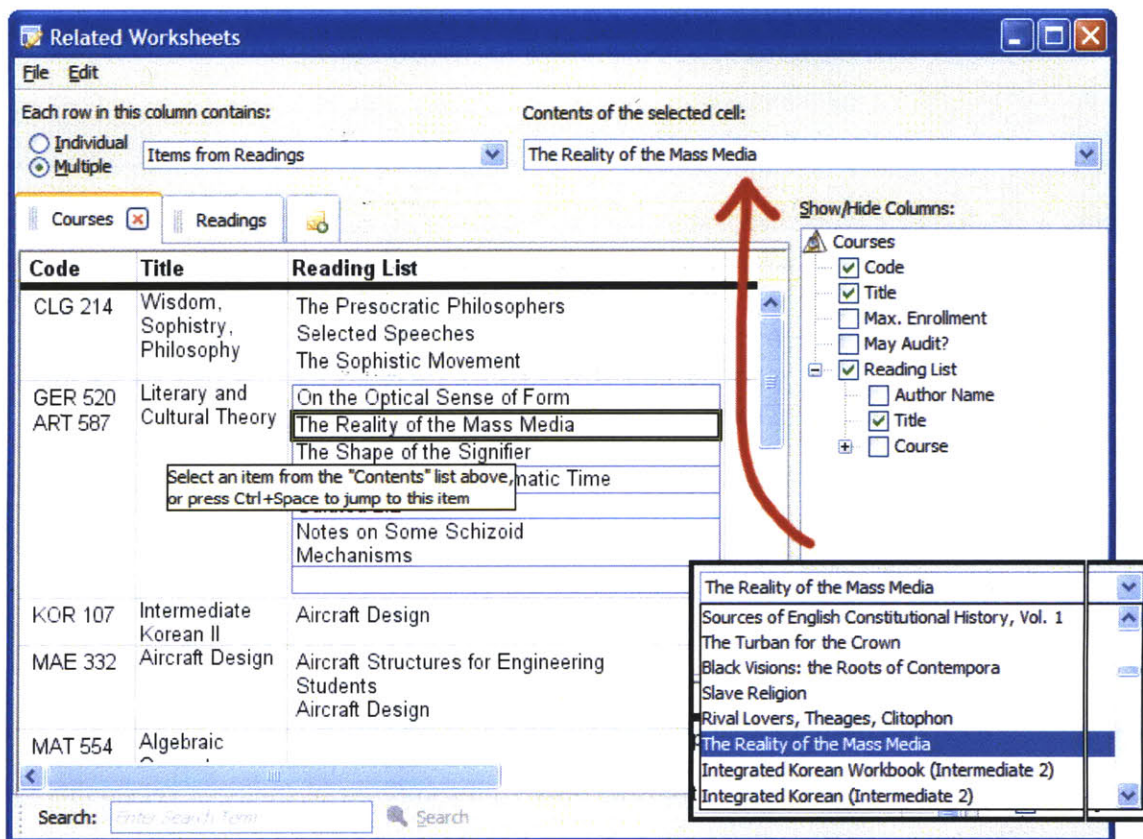 Related Worksheets
File Edit
Each row in this column contains:
Contents of the selected cell:
Individual
Multiple
Items from Readings
The Reality of the Mass Media
Courses
Readings
Show/Hide Columns:
Courses
Code
Title
Max. Enrollment
May Audit?
Reading List
Author Name
Title
Course
Code Title Reading List
CLG 214
Wisdom,
Sophistry,
Philosophy
The Presocratic Philosophers
Selected Speeches
The Sophistic Movement
GER 520
ART 587
Literary and
Cultural Theory
On the Optical Sense of Form
The Reality of the Mass Media
The Shape of the Signifier
matic Time
Select an item from the "Contents" list above,
or press Ctrl+Space to jump to this item
Notes on Some Schizoid
Mechanisms
KOR 107
Intermediate
Korean II
Aircraft Design
MAE 332
Aircraft Design
Aircraft Structures for Engineering
Students
Aircraft Design
MAT 554
Algebraic
The Reality of the Mass Media
Sources of English Constitutional History, Vol. 1
The Turban for the Crown
Black Visions: the Roots of Contempora
Slave Religion
Rival Lovers, Theages, Clitophon
The Reality of the Mass Media
Integrated Korean Workbook (Intermediate 2)
Integrated Korean (Intermediate 2)
Search: Enter Search Term Search